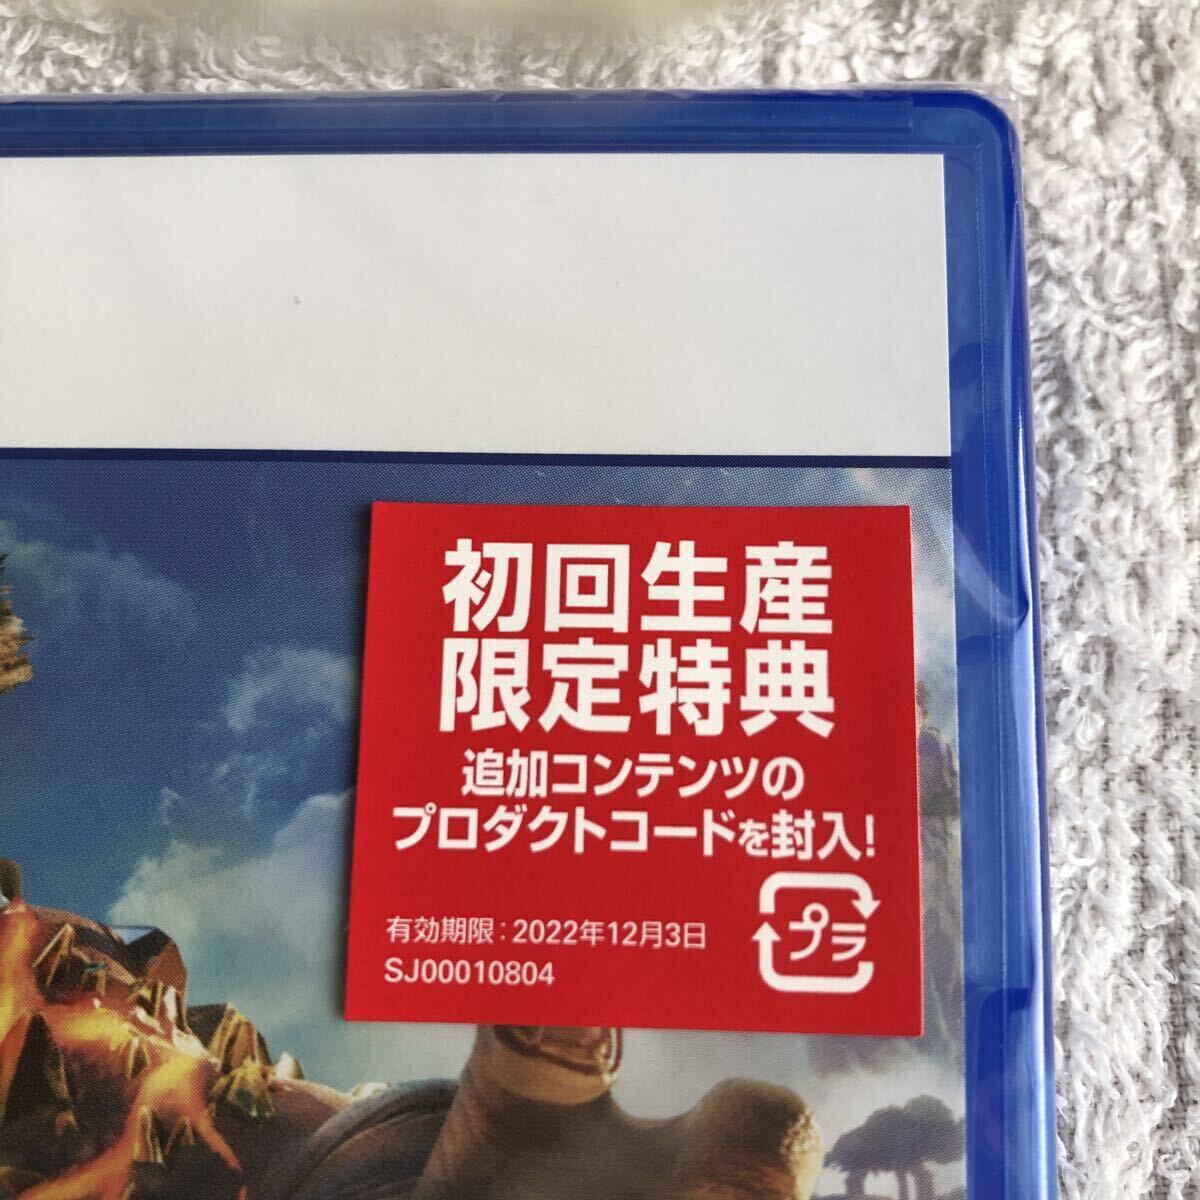 初回生産
限定特典
追加コンテンツの
プロダクトコードを封入!
プラ
有効期限:2022年12月3日
SJ00010804